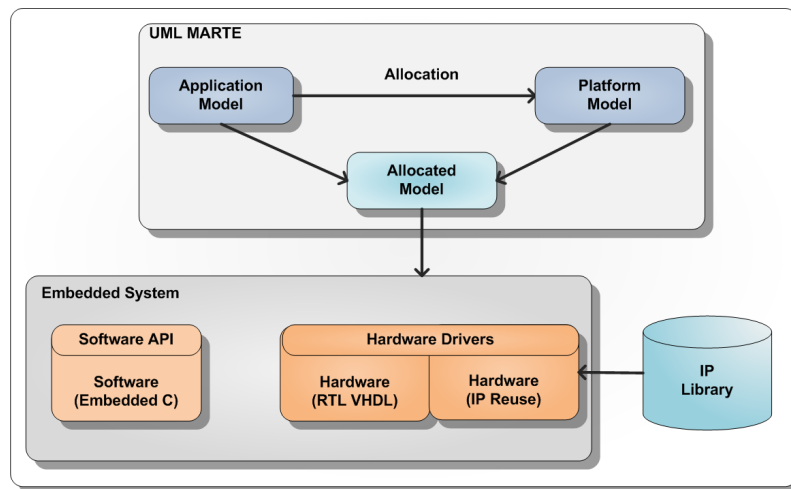 UML MARTE
Application
Model
Allocation
Platform
Model
Allocated
Model
Embedded System
Software API
Software
(Embedded C)
Hardware Drivers
Hardware
(RTL VHDL)
Hardware
(IP Reuse)
IP
Library